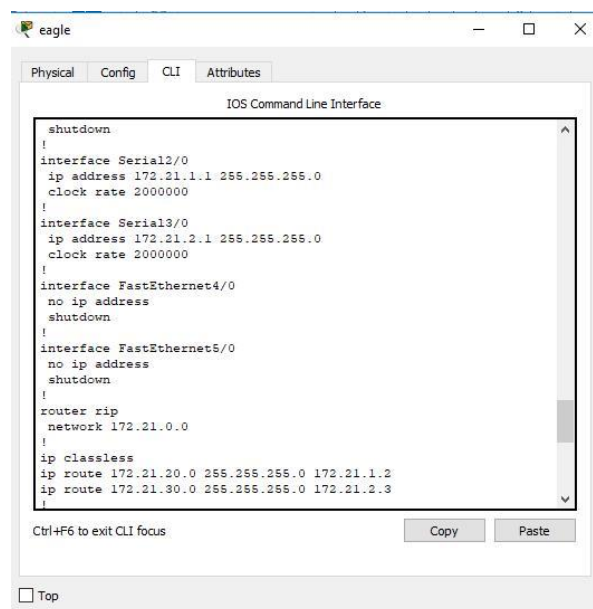 eagle
Physical Config CLI Attributes
IOS Command Line Interface
shutdown
!
interface Serial2/0
ip address 172.21.1.1 255.255.255.0
clock rate 2000000
!
interface Serial3/0
ip address 172.21.2.1 255.255.255.0
clock rate 2000000
!
interface FastEthernet4/0
no ip address
shutdown
!
interface FastEthernet5/0
no ip address
shutdown
!
router rip
network 172.21.0.0
!
ip classless
ip route 172.21.20.0 255.255.255.0 172.21.1.2
ip route 172.21.30.0 255.255.255.0 172.21.2.3
!
Ctrl+F6 to exit CLI focus
Copy Paste
Top